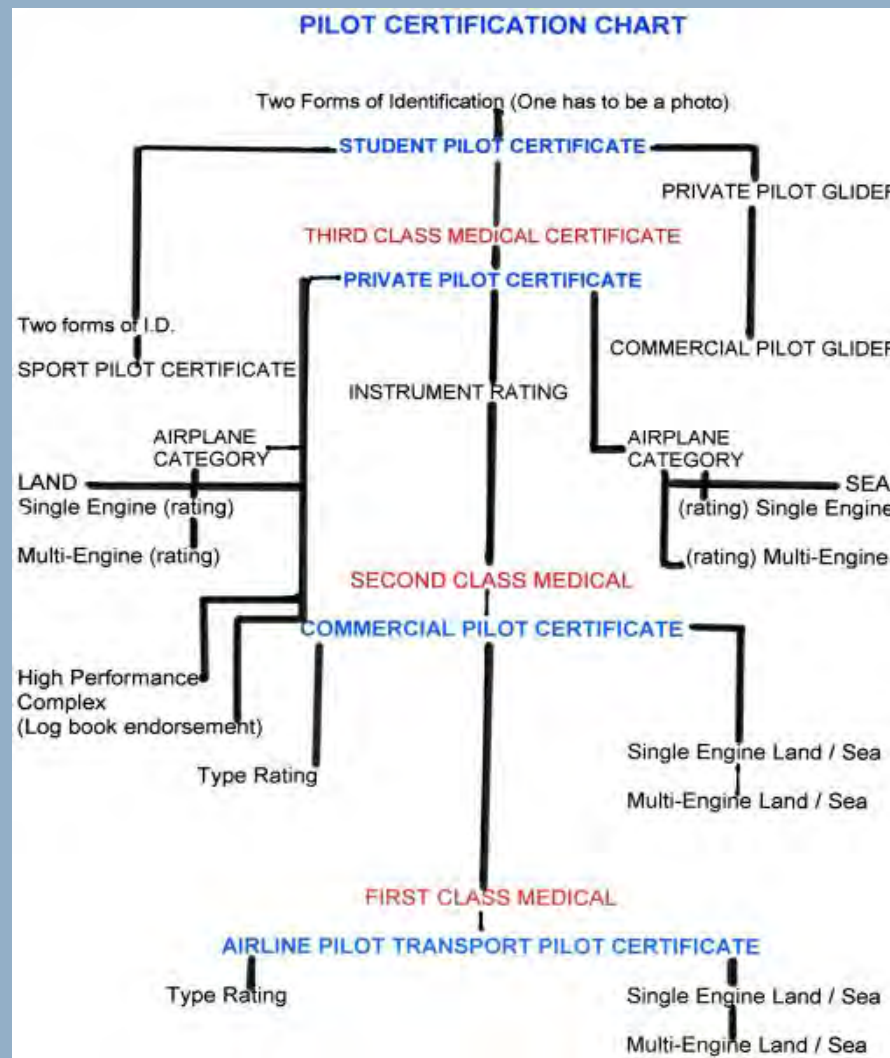 PILOT CERTIFICATION CHART
Two Forms of Identification (One has to be a photo)
STUDENT PILOT CERTIFICATE
PRIVATE PILOT GLIDER
THIRD CLASS MEDICAL CERTIFICATE
PRIVATE PILOT CERTIFICATE
Two forms of I.D.
COMMERCIAL PILOT GLIDER
SPORT PILOT CERTIFICATE
INSTRUMENT RATING
AIRPLANE
CATEGORY
AIRPLANE
CATEGORY
LAND
Single Engine (rating)
SEA
(rating) Single Engine
Multi-Engine (rating)
(rating) Multi-Engine
SECOND CLASS MEDICAL
COMMERCIAL PILOT CERTIFICATE
High Performance
Complex
(Log book endorsement)
Type Rating
Single Engine Land / Sea
Multi-Engine Land / Sea
FIRST CLASS MEDICAL
AIRLINE PILOT TRANSPORT PILOT CERTIFICATE
Type Rating
Single Engine Land / Sea
Multi-Engine Land / Sea